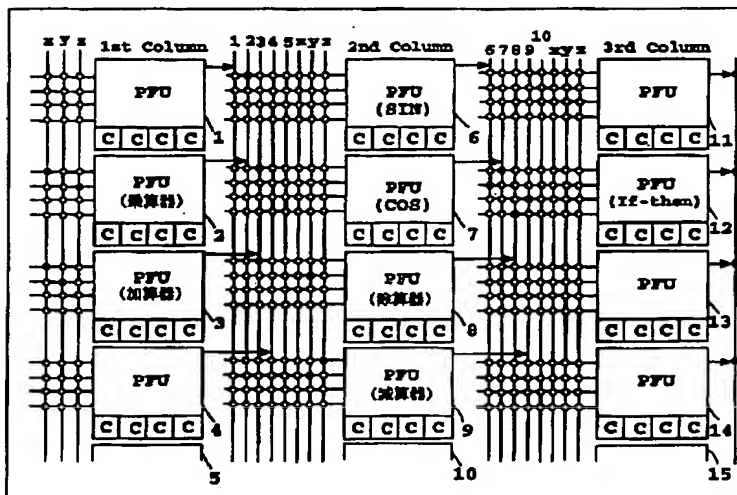 x y z 1st Column 1 2 3 4 5 x y z 2nd Column 6 7 8 9 10 x y z 3rd Column
PFU
C C C C
1
PFU
(SIN)
C C C C
6
PFU
C C C C
11
PFU
(乗算器)
C C C C
2
PFU
(COS)
C C C C
7
PFU
(If-then)
C C C C
12
PFU
(加算器)
C C C C
3
PFU
(除算器)
C C C C
8
PFU
C C C C
13
PFU
C C C C
4
PFU
(減算器)
C C C C
9
PFU
C C C C
14
5
10
15